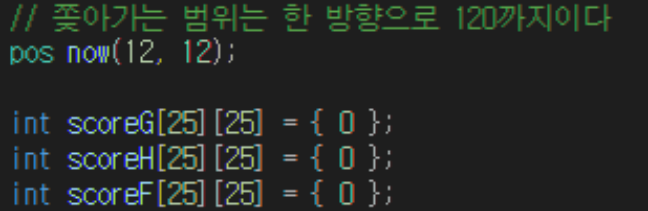 // 쫓아가는 범위는 한 방향으로 120까지이다
pos now(12, 12);
int scoreG[25][25] = { 0 };
int scoreH[25][25] = { 0 };
int scoreF[25][25] = { 0 };